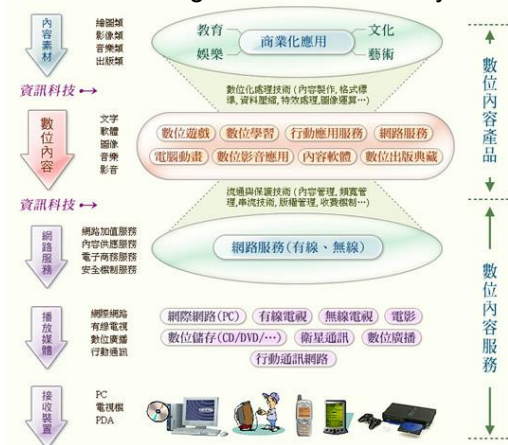 內容素材
繪圖類
影像類
音樂類
出版類
教育
文化
商業化應用
娛樂
藝術
資訊科技
數位化處理技術 (內容製作, 格式標
準, 資料壓縮, 特效處理, 圖像運算…)
數位內容
文字
軟體
圖像
音樂
影音
數位遊戲
數位學習
行動應用服務
網路服務
電腦動畫
數位影音應用
內容軟體
數位出版典藏
數位內容產品
資訊科技
流通與保護技術 (內容管理, 頻寬管
理, 串流技術, 版權管理, 收費機制…)
網路服務
網路加值服務
內容供應服務
電子商務服務
安全機制服務
網路服務(有線、無線)
播放媒體
網際網路
有線電視
數位廣播
行動通訊
網際網路(PC)
有線電視
無線電視
電影
數位儲存(CD/DVD/…)
衛星通訊
數位廣播
行動通訊網路
接收裝置
PC
電視機
PDA
數位內容服務